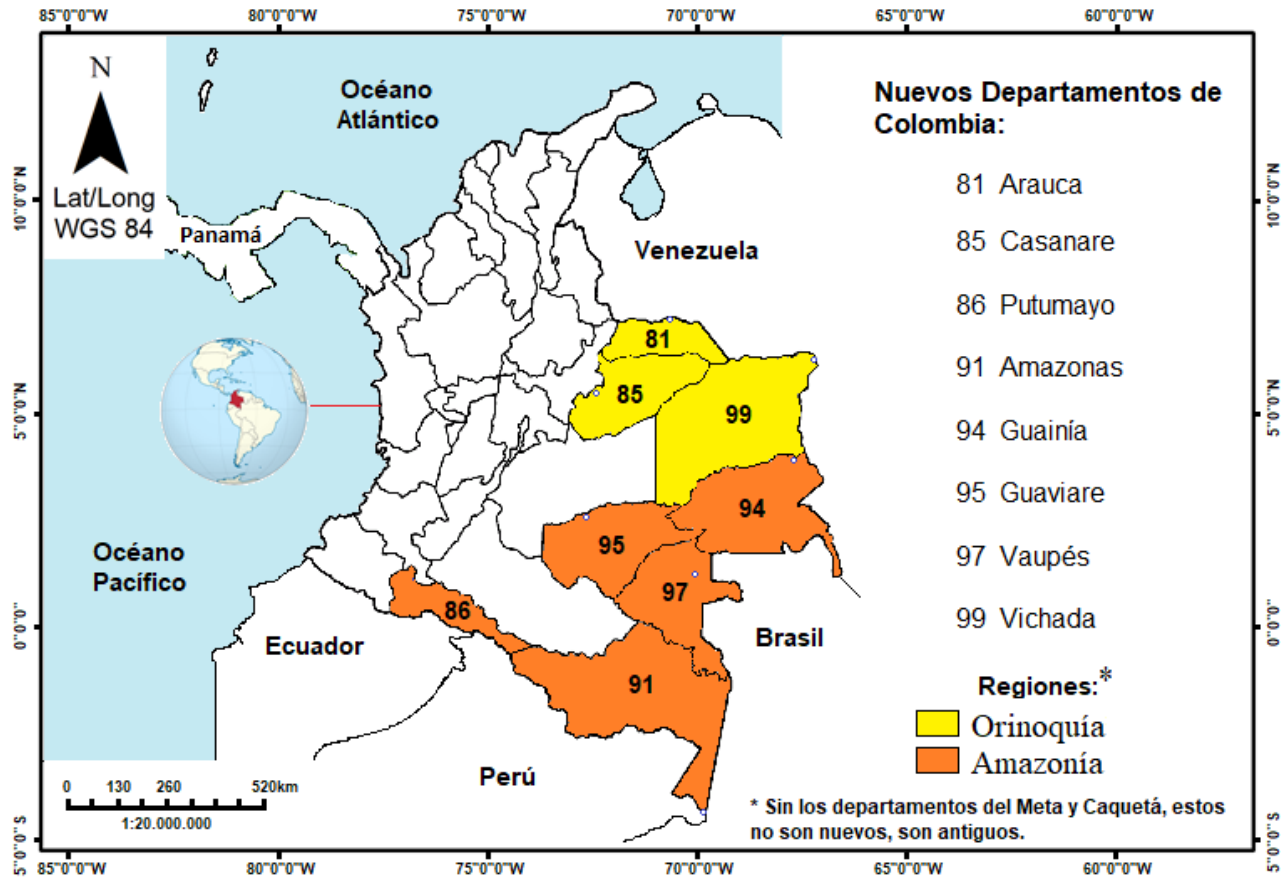 85°0'0"W 80°0'0"W 75°0'0"W 70°0'0"W 65°0'0"W 60°0'0"W
N
Lat/Long
WGS 84
Océano
Atlántico
Nuevos Departamentos de
Colombia:
81 Arauca
85 Casanare
86 Putumayo
91 Amazonas
94 Guainía
95 Guaviare
97 Vaupés
99 Vichada
Regiones:*
Orinoquía
Amazonía
* Sin los departamentos del Meta y Caquetá, estos
no son nuevos, son antiguos.
Panamá
Venezuela
81
85
99
94
95
97
86
91
Océano
Pacífico
Ecuador
Brasil
Perú
0 130 260 520km
1:20.000.000
10°0'0"N
5°0'0"N
0°0'0"
5°0'0"S
10°0'0"N
5°0'0"N
0°0'0"
5°0'0"S
85°0'0"W 80°0'0"W 75°0'0"W 70°0'0"W 65°0'0"W 60°0'0"W